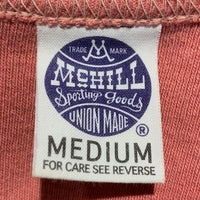 TRADE MARK
M
McHILL
Sporting Goods
UNION MADE
®
MEDIUM
FOR CARE SEE REVERSE